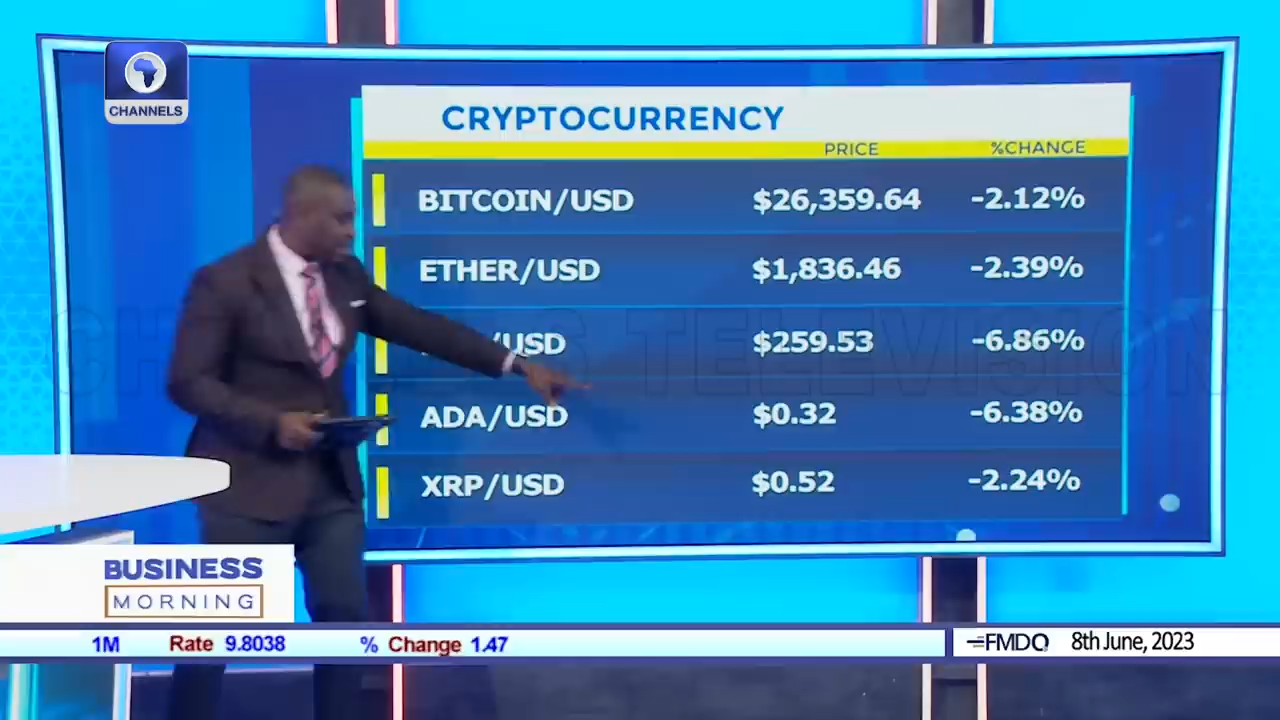 CHANNELS
CRYPTOCURRENCY
PRICE %CHANGE
BITCOIN/USD $26,359.64 -2.12%
ETHER/USD $1,836.46 -2.39%
/USD $259.53 -6.86%
ADA/USD $0.32 -6.38%
XRP/USD $0.52 -2.24%
CHANNELS TELEVISION
BUSINESS
MORNING
1M Rate 9.8038 % Change 1.47
FMDQ 8th June, 2023